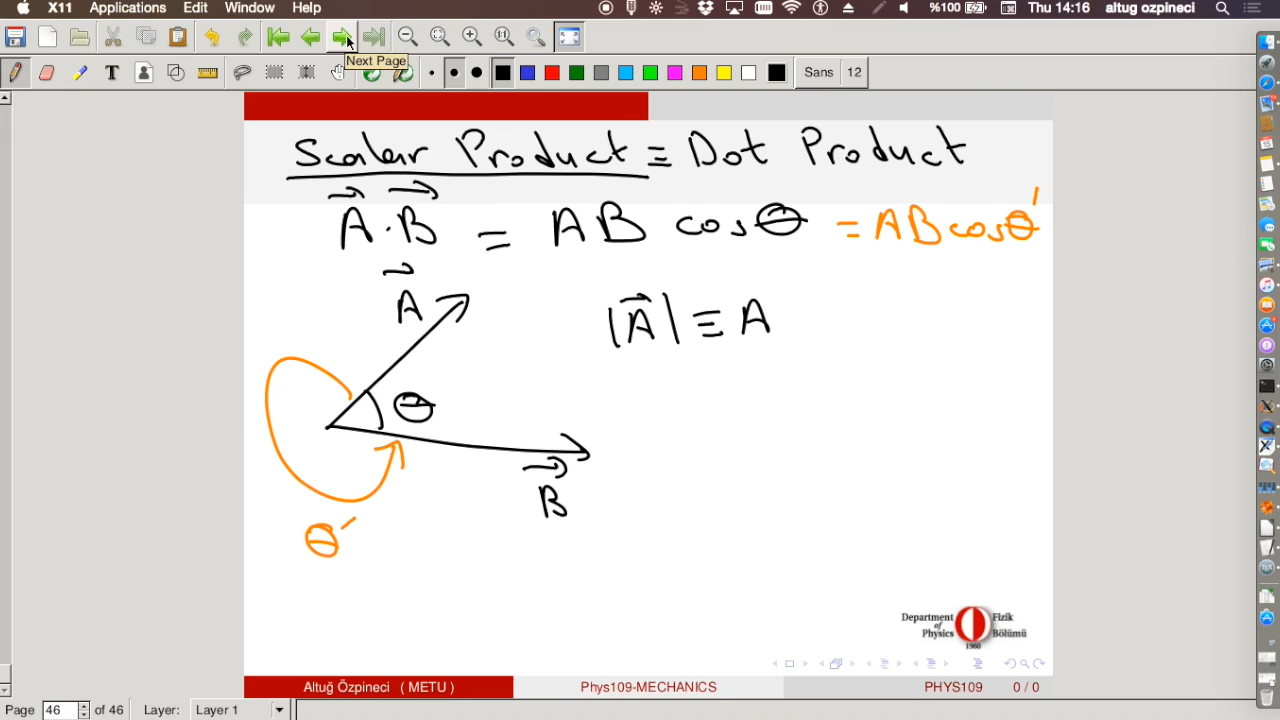 X11 Applications Edit Window Help %100 Thu 14:16 altug ozpineci
Next Page
T Sans 12
Scalar Product ≡ Dot Product
A⃗ · B⃗ = A B cos θ = A B cos θ'
A⃗
|A⃗| ≡ A
θ
B⃗
θ'
Department of Physics 1960 Fizik Bölümü
Altuğ Özpineci ( METU ) Phys109-MECHANICS PHYS109 0 / 0
Page 46 of 46 Layer: Layer 1